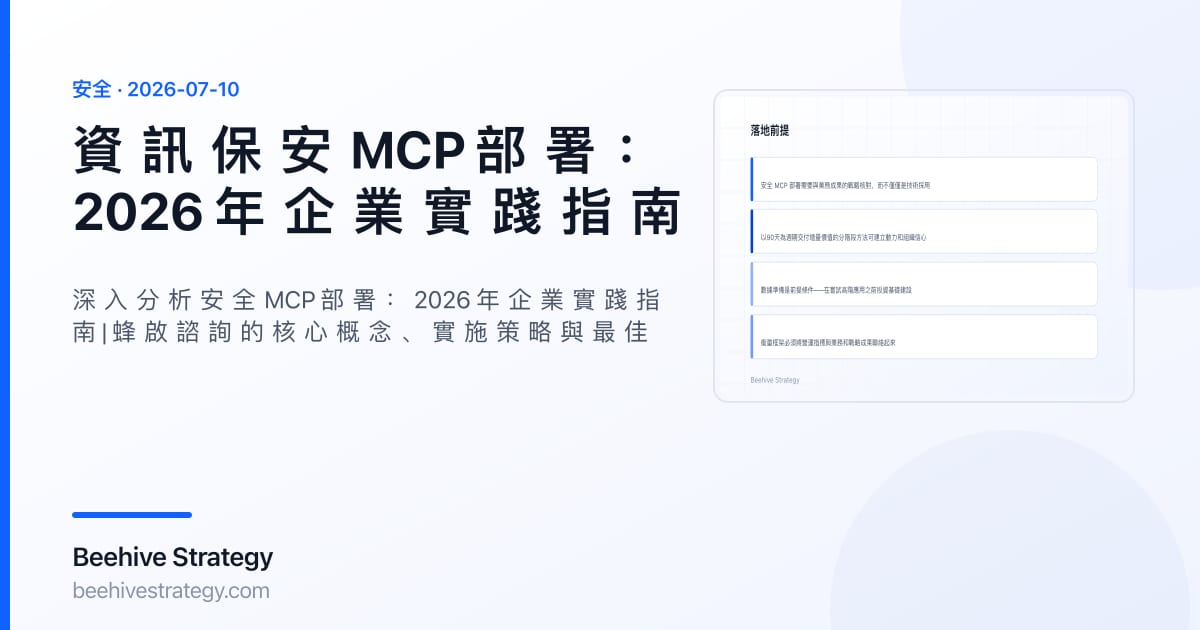 安全 · 2026-07-10
資訊保安MCP部署：
2026年企業實踐指南
深入分析安全MCP部署： 2026年企業實踐指
南|蜂啟諮詢的核心概念、實施策略與最佳
落地前提
安全 MCP 部署需要與業務成果的戰略核對，而不僅僅是技術採用
以90天為週期交付增量價值的分階段方法可建立動力和組織信心
數據準備是前提條件——在嘗試高階應用之前投資基礎建設
衡量框架必須將營運指標與業務和戰略成果聯絡起來
Beehive Strategy
Beehive Strategy
beehivestrategy.com